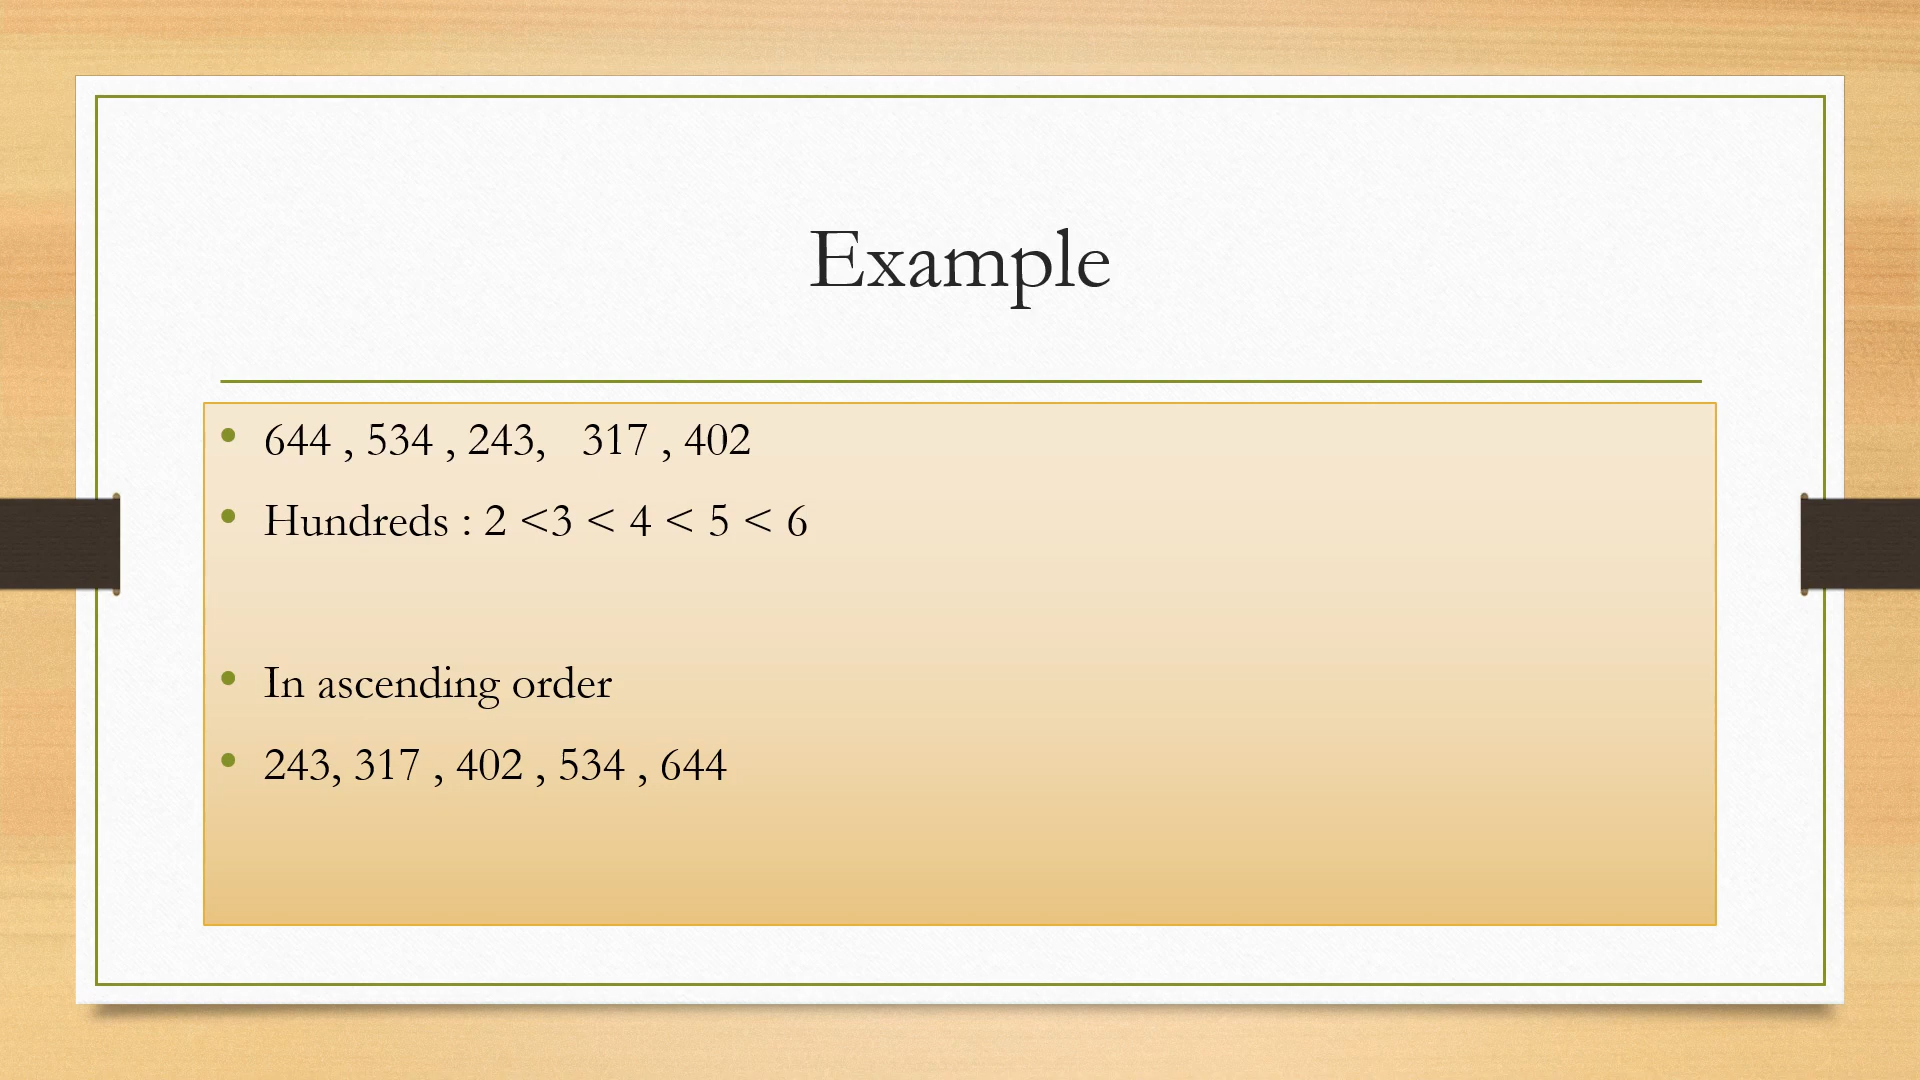 Example
• 644 , 534 , 243,   317 , 402
• Hundreds : 2 <3 < 4 < 5 < 6
• In ascending order
• 243, 317 , 402 , 534 , 644